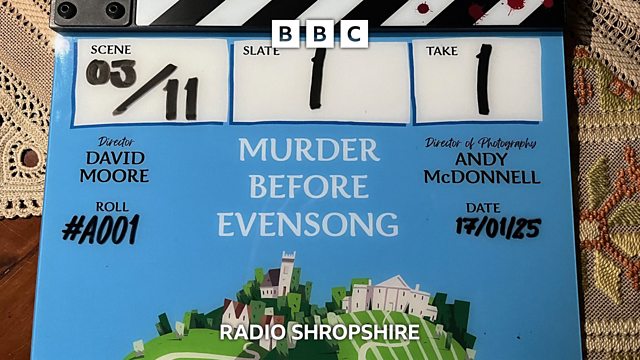 BBC
SCENE
03/11
SLATE
1
TAKE
1
Director
DAVID
MOORE
ROLL
#A001
MURDER
BEFORE
EVENSONG
Director of Photography
ANDY
McDONNELL
DATE
17/01/25
RADIO SHROPSHIRE